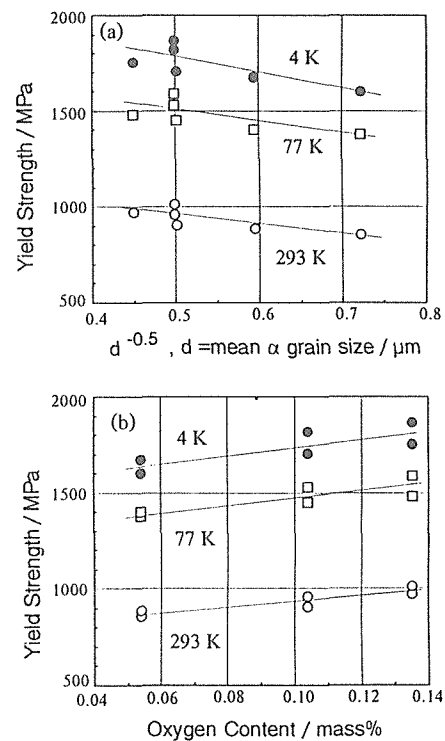 (a)
2000
4 K
1500
77 K
1000
293 K
500
0.4 0.5 0.6 0.7 0.8
Yield Strength / MPa
d -0.5 , d =mean α grain size / μm
(b)
2000
4 K
1500
77 K
1000
293 K
500
0.04 0.06 0.08 0.10 0.12 0.14
Yield Strength / MPa
Oxygen Content / mass%